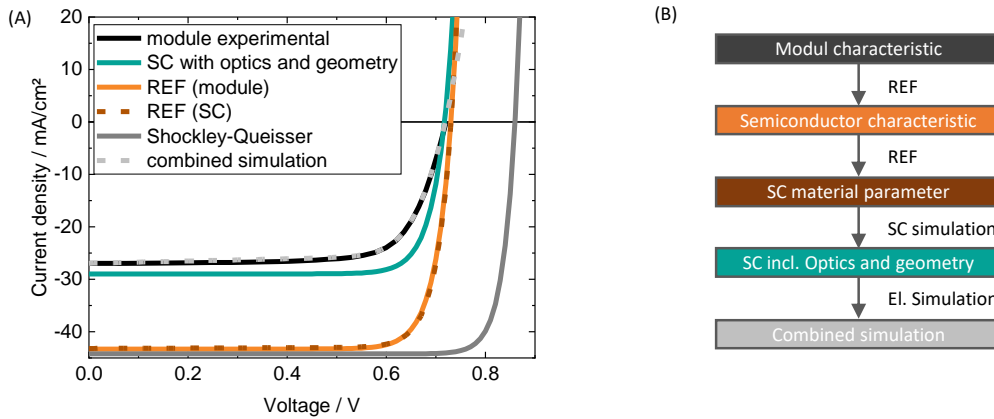 (A)
20
10
0
-10
-20
-30
-40
0.0
0.2
0.4
0.6
0.8
Current density / mA/cm²
Voltage / V
module experimental
SC with optics and geometry
REF (module)
REF (SC)
Shockley-Queisser
combined simulation
(B)
Modul characteristic
REF
Semiconductor characteristic
REF
SC material parameter
SC simulation
SC incl. Optics and geometry
El. Simulation
Combined simulation